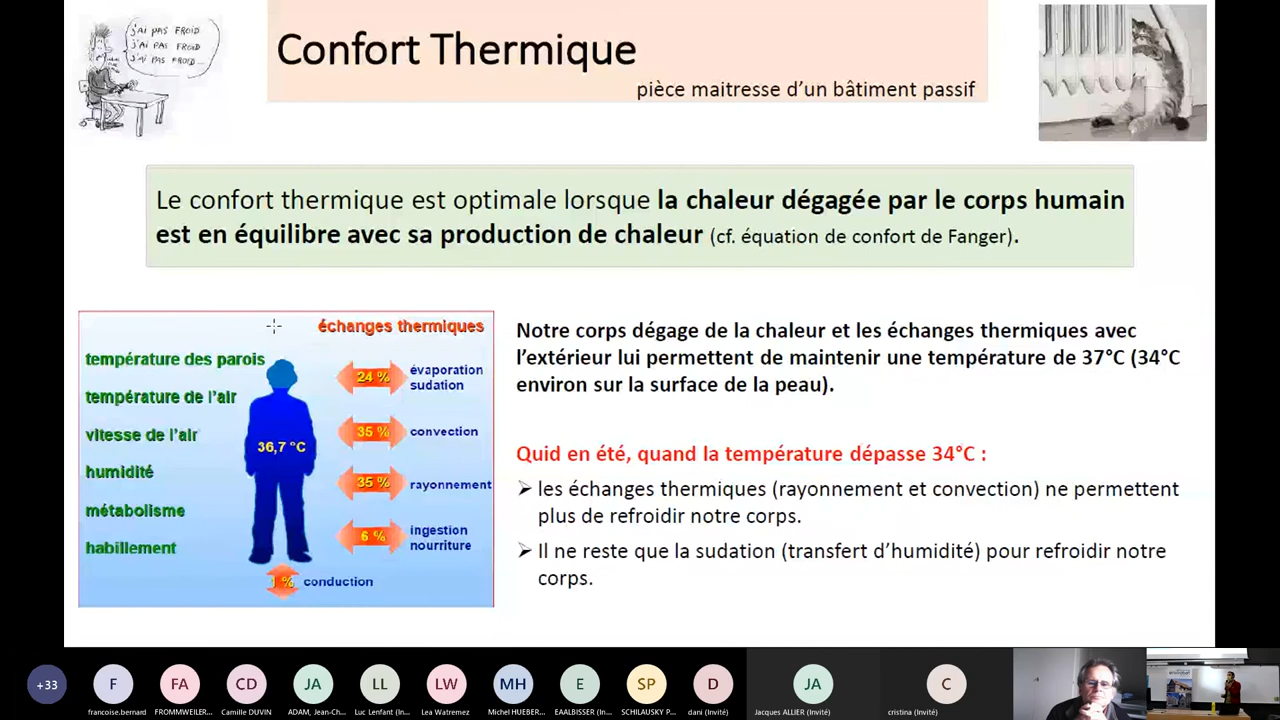 j'ai pas froid
j'ai pas froid
j'ai pas froid...
Confort Thermique
pièce maitresse d'un bâtiment passif
Le confort thermique est optimale lorsque la chaleur dégagée par le corps humain
est en équilibre avec sa production de chaleur (cf. équation de confort de Fanger).
échanges thermiques
température des parois
température de l'air
vitesse de l'air
humidité
métabolisme
habillement
36,7 °C
24 %
évaporation
sudation
35 %
convection
35 %
rayonnement
6 %
ingestion
nourriture
1 %
conduction
Notre corps dégage de la chaleur et les échanges thermiques avec
l'extérieur lui permettent de maintenir une température de 37°C (34°C
environ sur la surface de la peau).
Quid en été, quand la température dépasse 34°C :
les échanges thermiques (rayonnement et convection) ne permettent
plus de refroidir notre corps.
Il ne reste que la sudation (transfert d'humidité) pour refroidir notre
corps.
+33
F
FA
CD
JA
LL
LW
MH
E
SP
D
JA
C
francoise.bernard
FROMMWEILER...
Camille DUVIN
ADAM, Jean-Ch...
Luc Lenfant (In...
Lea Watremez
Michel HUEBER...
EAALBISSER (In...
SCHILAUSKY P...
dani (Invité)
Jacques ALLIER (Invité)
cristina (Invité)